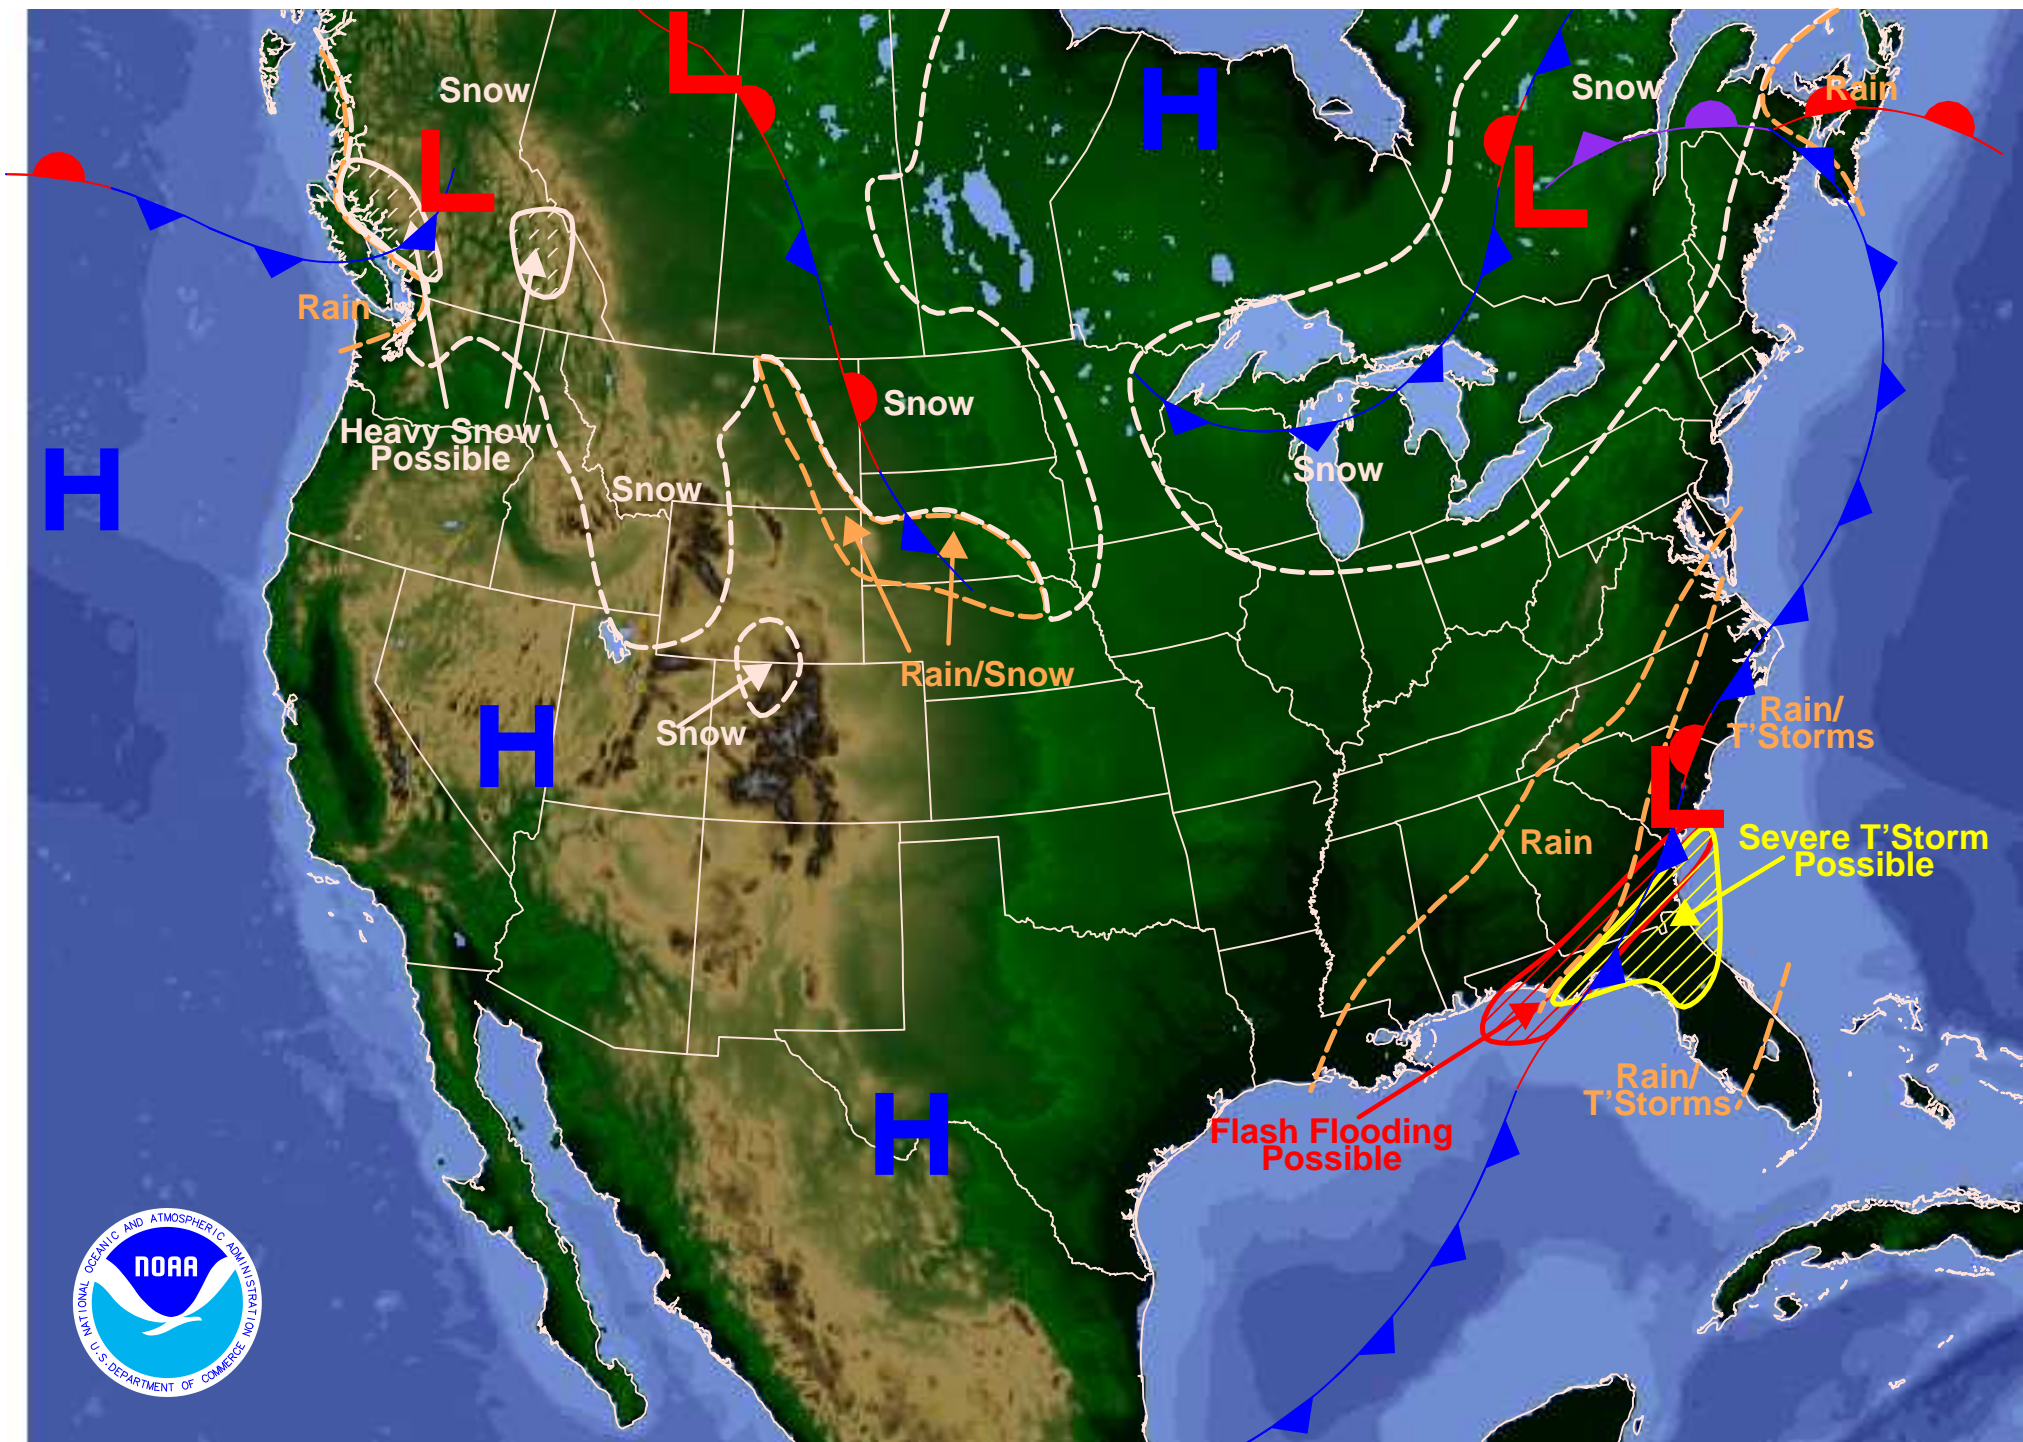 L
H
Snow
Snow
Rain
L
L
Rain
Snow
Heavy Snow
Possible
Snow
Snow
H
Rain/Snow
Snow
H
Rain/
T'Storms
L
Rain
Severe T'Storm
Possible
Rain/
T'Storms
H
Flash Flooding
Possible
NATIONAL OCEANIC AND ATMOSPHERIC ADMINISTRATION
NOAA
U.S. DEPARTMENT OF COMMERCE